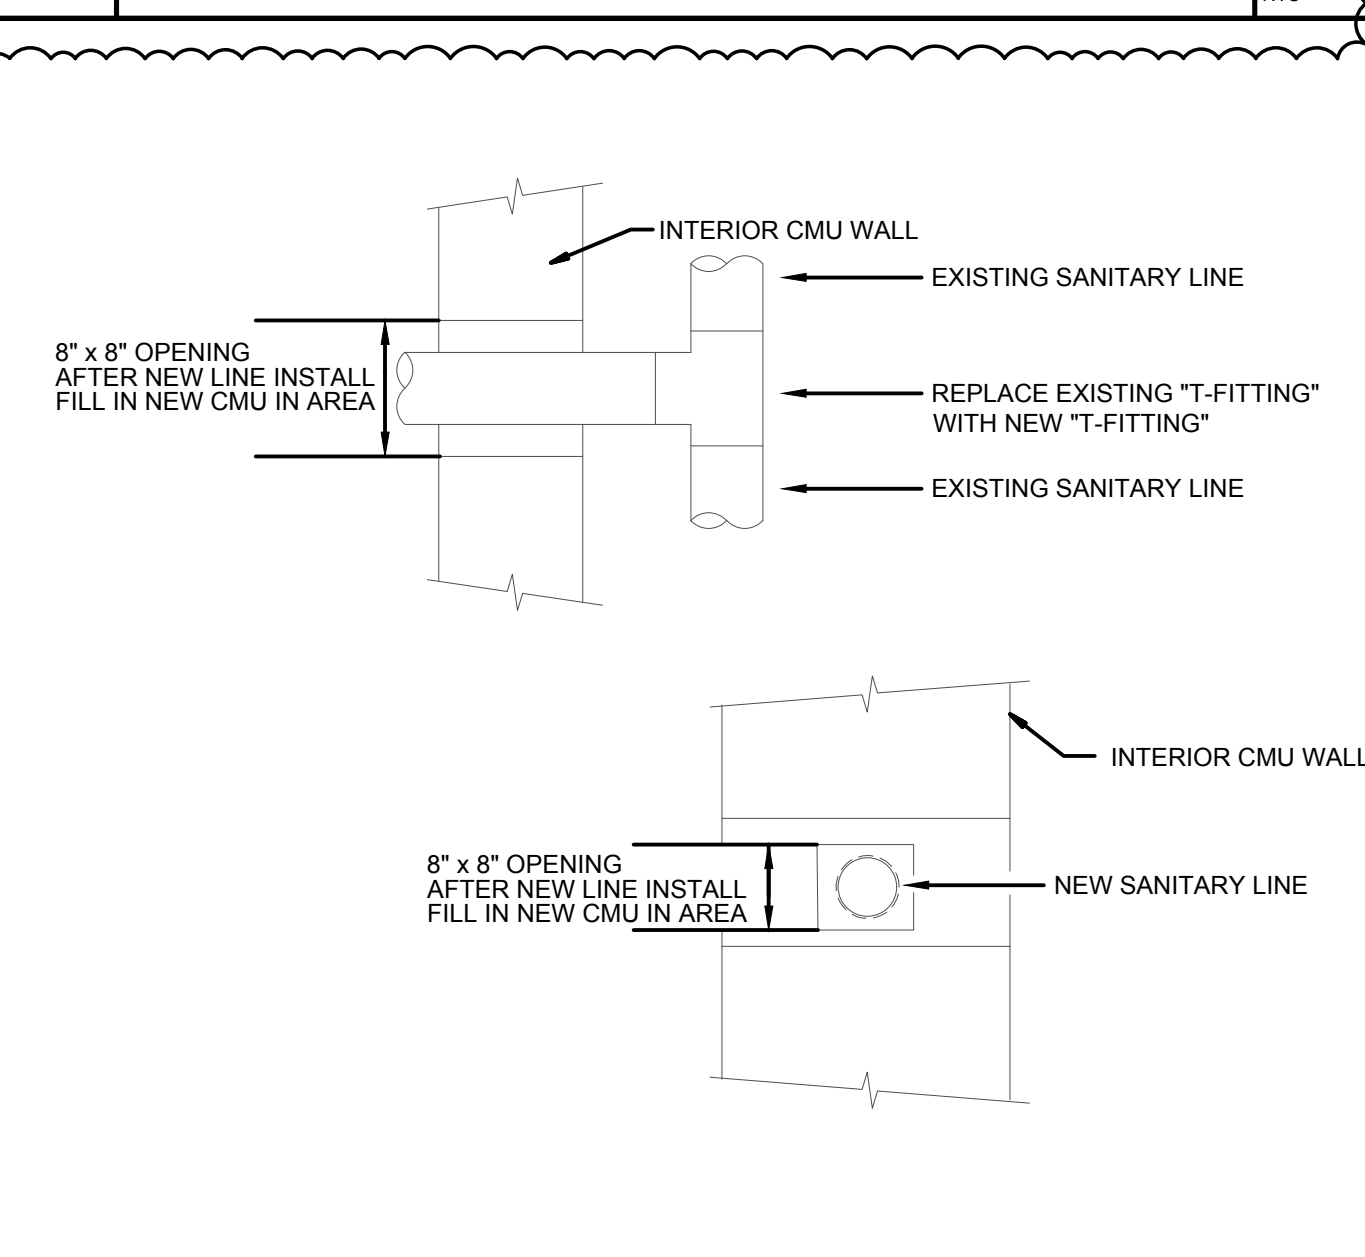 INTERIOR CMU WALL
EXISTING SANITARY LINE
8" x 8" OPENING
AFTER NEW LINE INSTALL
FILL IN NEW CMU IN AREA
REPLACE EXISTING "T-FITTING"
WITH NEW "T-FITTING"
EXISTING SANITARY LINE
INTERIOR CMU WALL
8" x 8" OPENING
AFTER NEW LINE INSTALL
FILL IN NEW CMU IN AREA
NEW SANITARY LINE